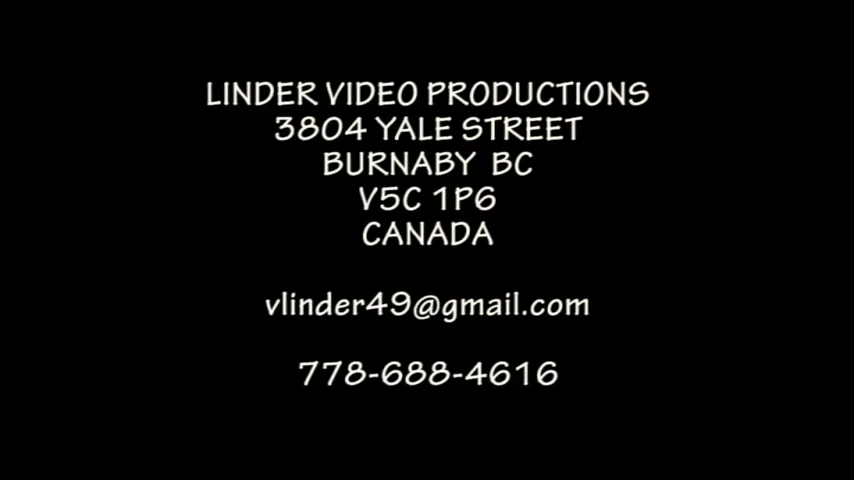 LINDER VIDEO PRODUCTIONS
3804 YALE STREET
BURNABY BC
V5C 1P6
CANADA
vlinder49@gmail.com
778-688-4616